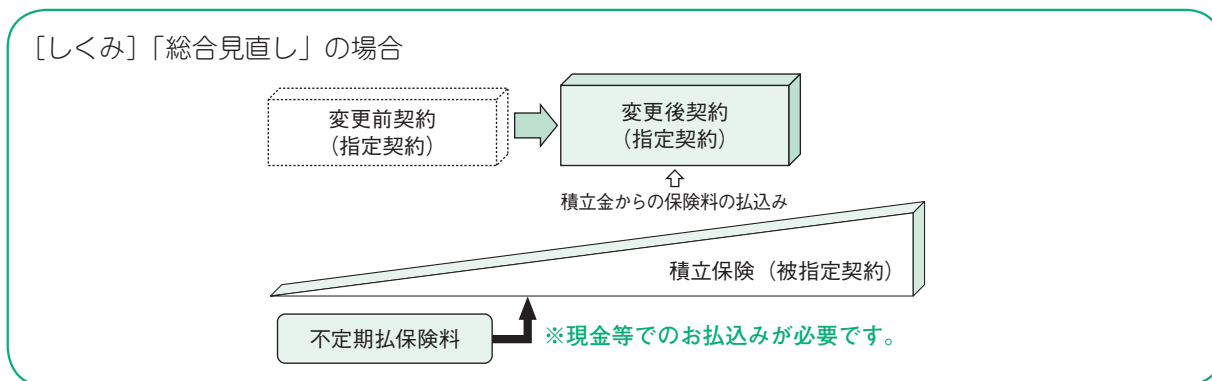 [しくみ]「総合見直し」の場合
変更前契約
(指定契約)
変更後契約
(指定契約)
積立金からの保険料の払込み
積立保険(被指定契約)
不定期払保険料
※現金等でのお払込みが必要です。